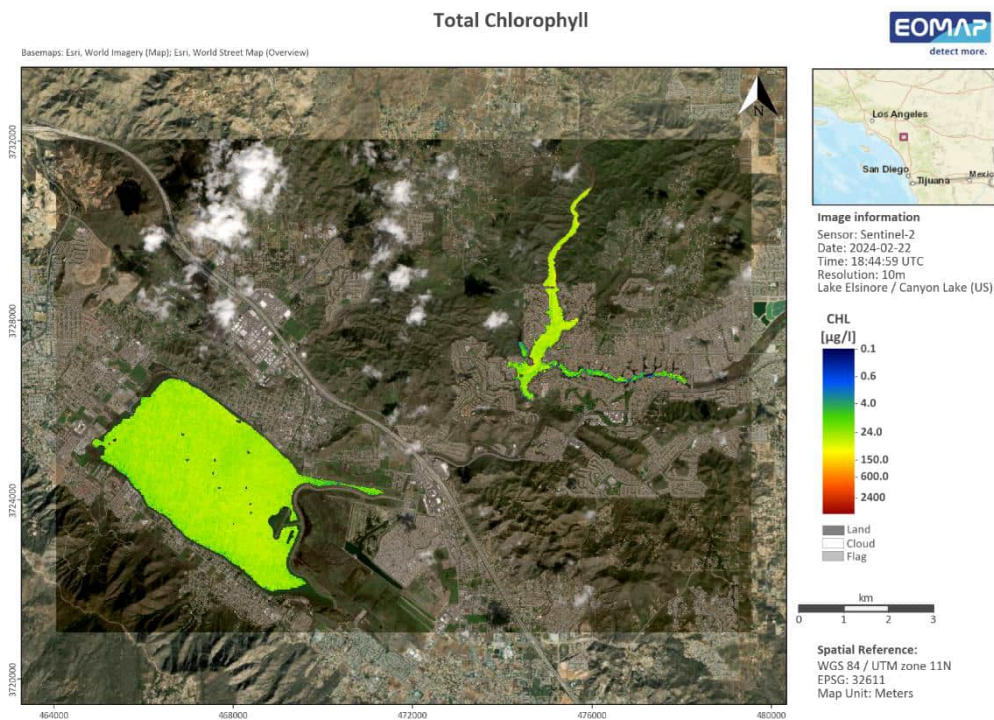 Total Chlorophyll
EOMAP
detect more.
Basemaps: Esri, World Imagery (Map); Esri, World Street Map (Overview)
N
Los Angeles
San Diego
Tijuana
Mexic
Image information
Sensor: Sentinel-2
Date: 2024-02-22
Time: 18:44:59 UTC
Resolution: 10m
Lake Elsinore / Canyon Lake (US)
CHL
[µg/l]
0.1
0.6
4.0
24.0
150.0
600.0
2400
Land
Cloud
Flag
km
0 1 2 3
Spatial Reference:
WGS 84 / UTM zone 11N
EPSG: 32611
Map Unit: Meters
3732000
3728000
3724000
3720000
464000 468000 472000 476000 480000